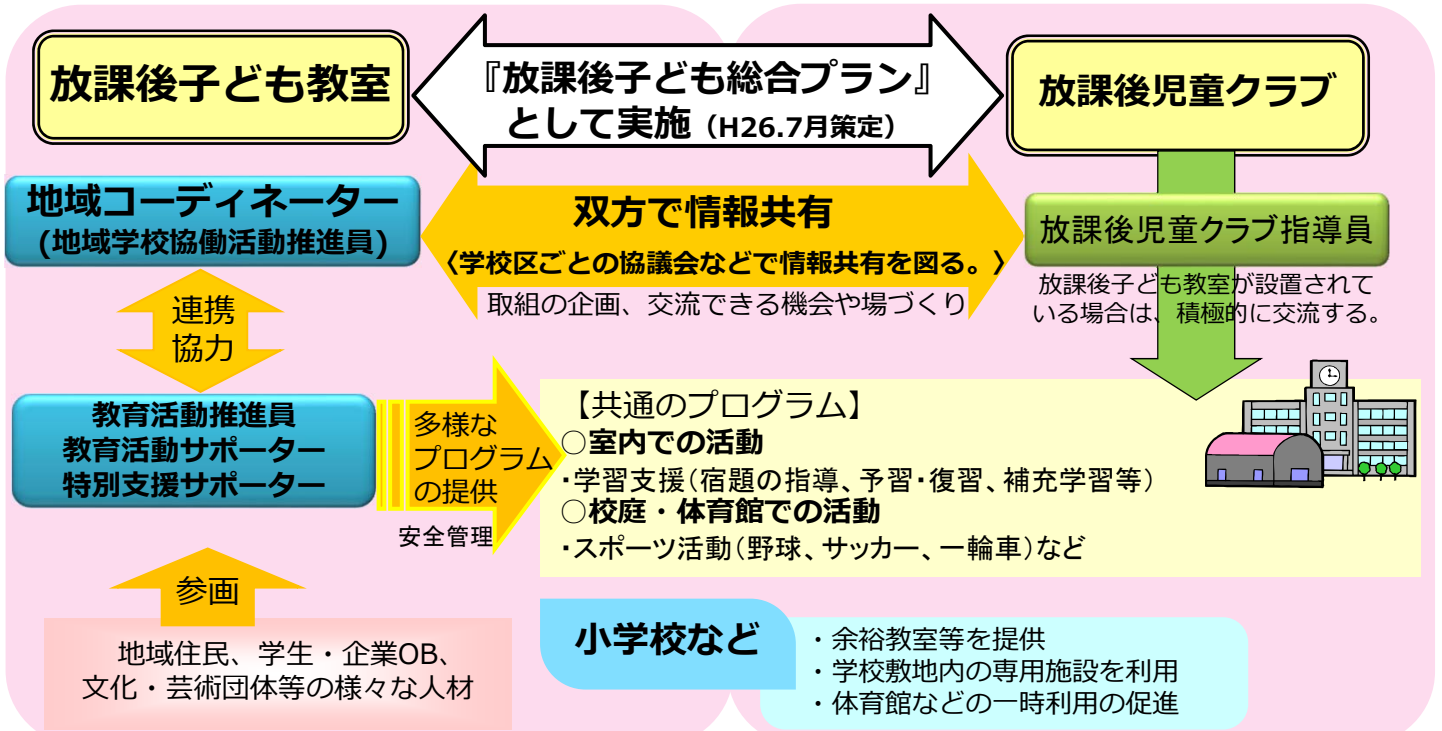 放課後子ども教室
『放課後子ども総合プラン』
として実施（H26.7月策定）
放課後児童クラブ
地域コーディネーター
(地域学校協働活動推進員)
双方で情報共有
〈学校区ごとの協議会などで情報共有を図る。〉
取組の企画、交流できる機会や場づくり
放課後児童クラブ指導員
放課後子ども教室が設置されて
いる場合は、積極的に交流する。
連携
協力
教育活動推進員
教育活動サポーター
特別支援サポーター
多様な
プログラム
の提供
安全管理
【共通のプログラム】
○室内での活動
・学習支援（宿題の指導、予習・復習、補充学習等）
○校庭・体育館での活動
・スポーツ活動（野球、サッカー、一輪車）など
参画
地域住民、学生・企業OB、
文化・芸術団体等の様々な人材
小学校など
・余裕教室等を提供
・学校敷地内の専用施設を利用
・体育館などの一時利用の促進